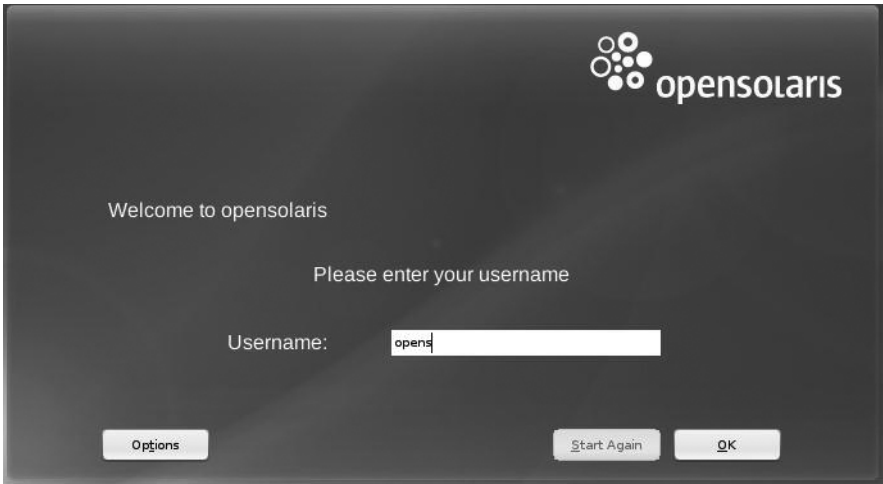 opensolaris
Welcome to opensolaris
Please enter your username
Username: opens
Options Start Again OK